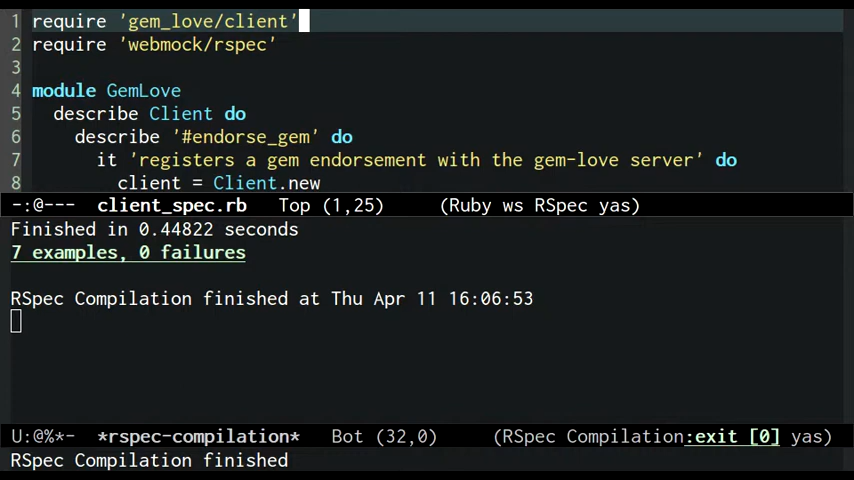 1 require 'gem_love/client'
2 require 'webmock/rspec'
3
4 module GemLove
5   describe Client do
6     describe '#endorse_gem' do
7       it 'registers a gem endorsement with the gem-love server' do
8         client = Client.new
-:@---  client_spec.rb   Top (1,25)     (Ruby ws RSpec yas)
Finished in 0.44822 seconds
7 examples, 0 failures
RSpec Compilation finished at Thu Apr 11 16:06:53
U:@%*-  *rspec-compilation*   Bot (32,0)     (RSpec Compilation:exit [0] yas)
RSpec Compilation finished